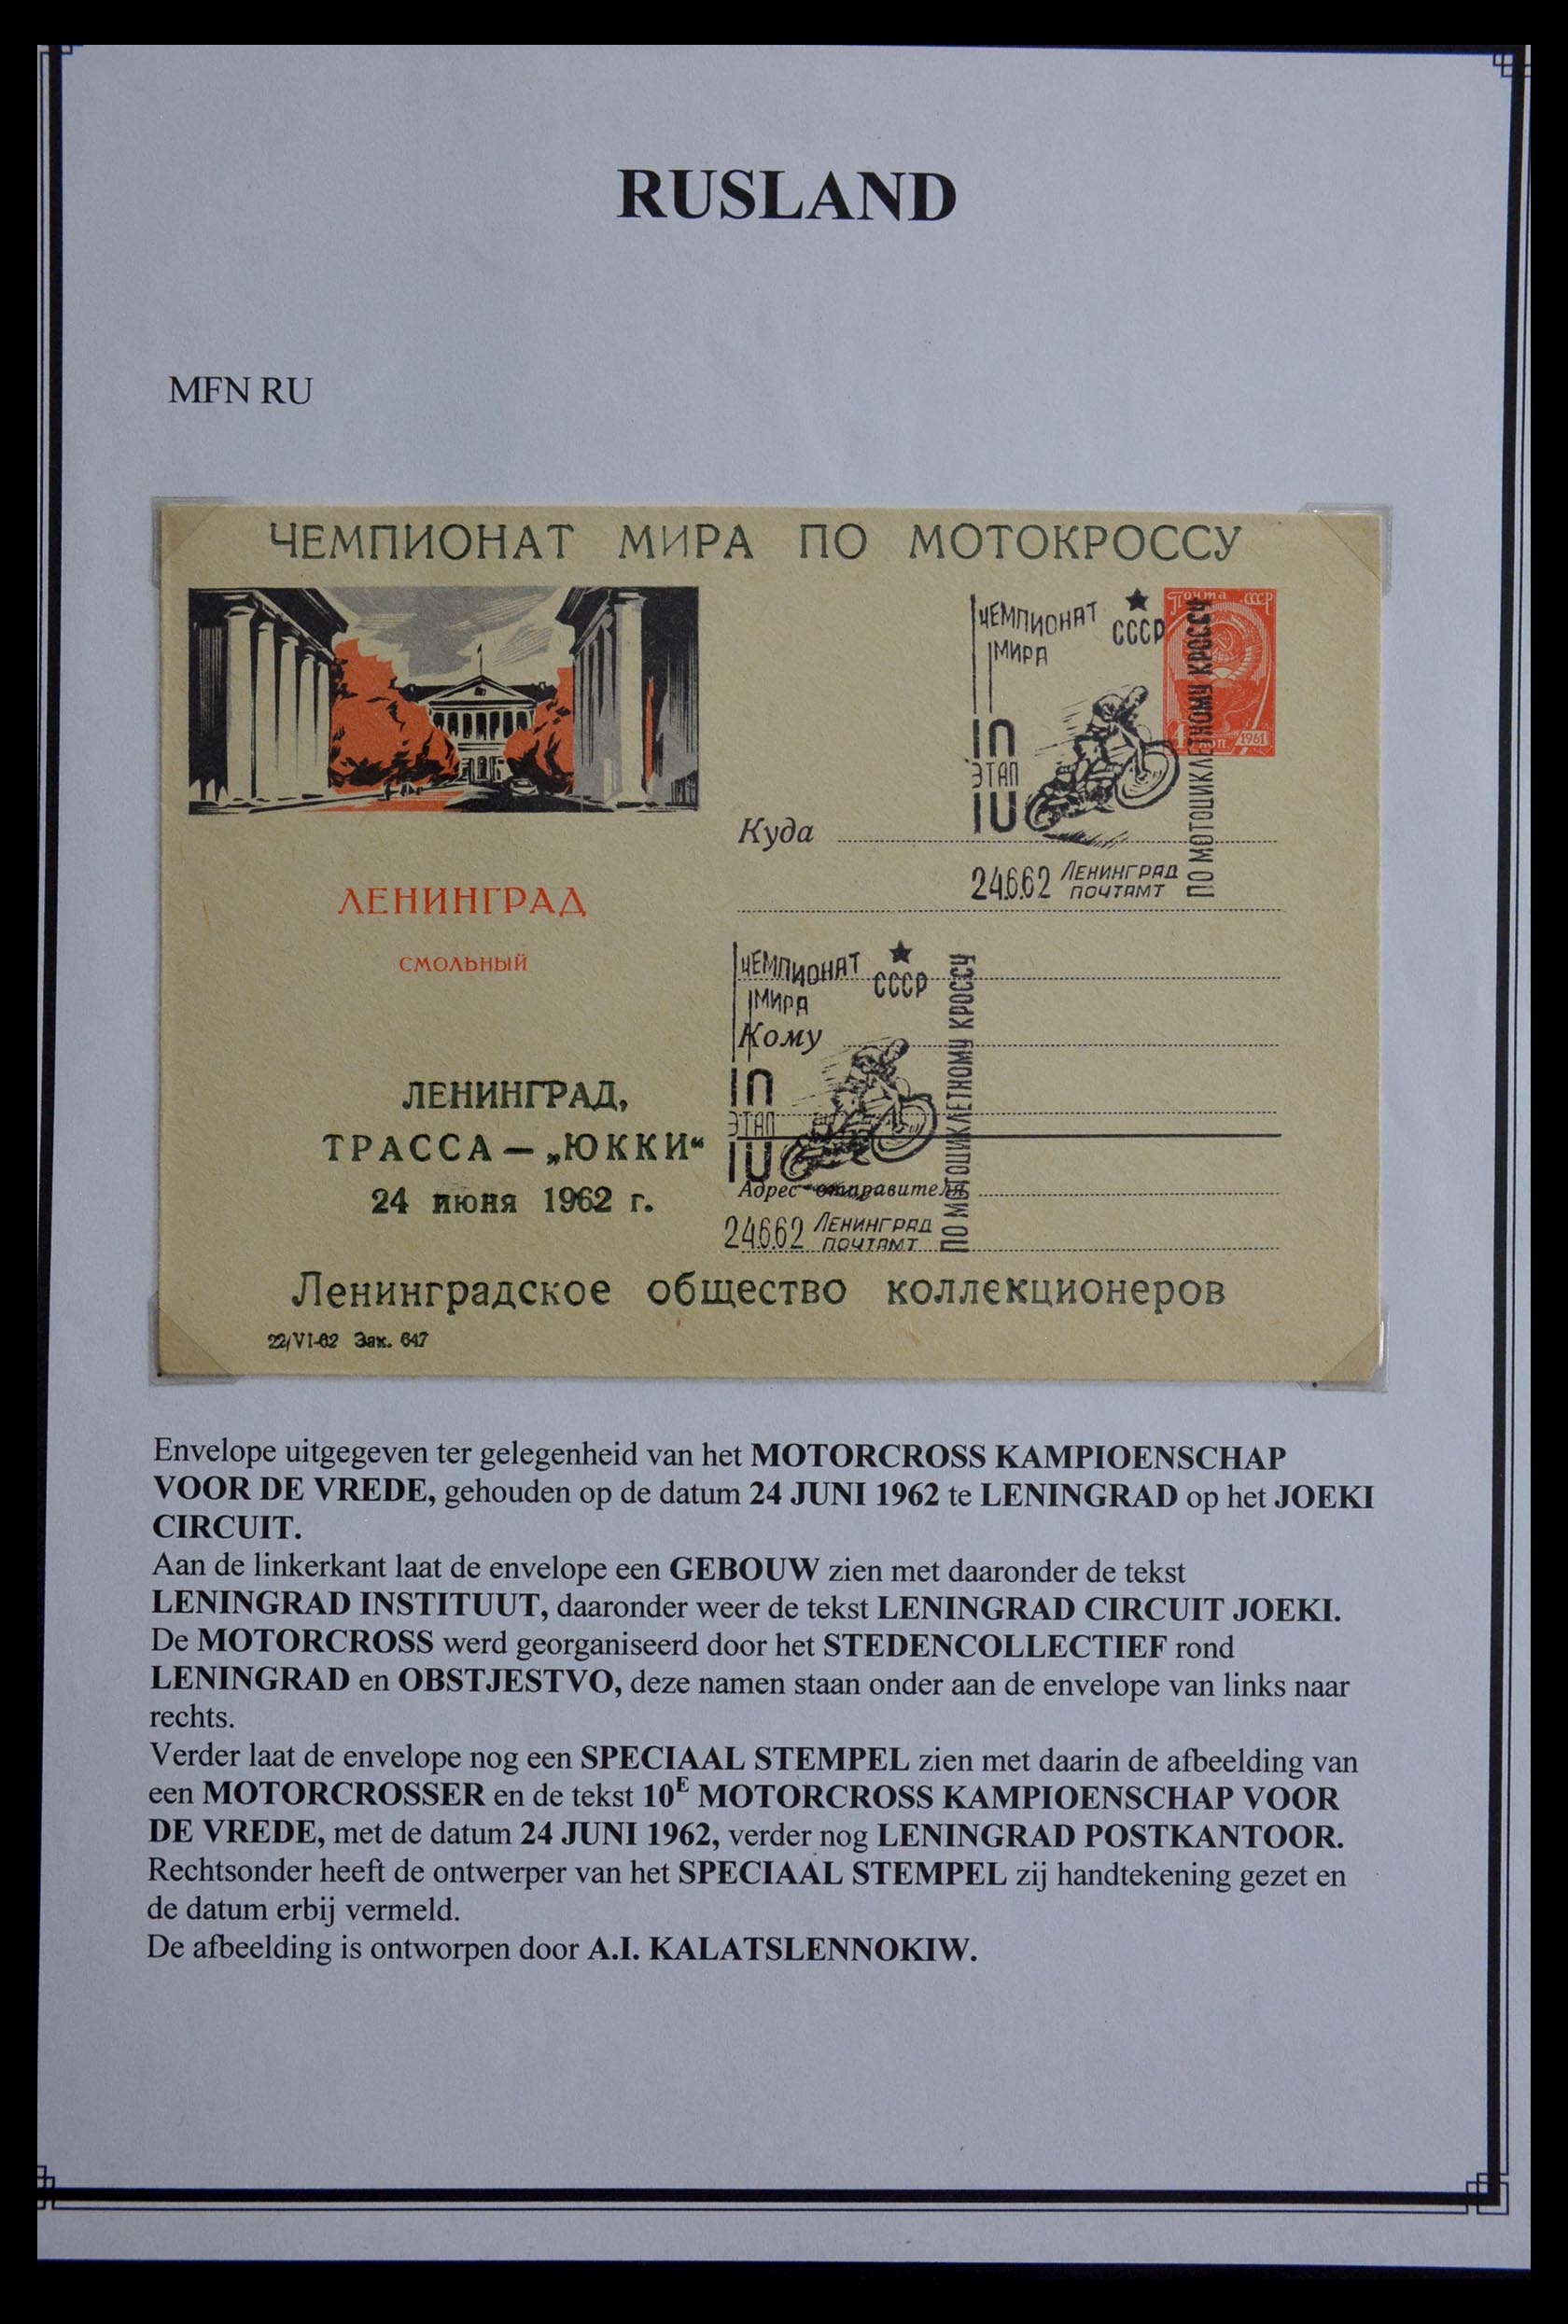 RUSLAND
MFN RU
ЧЕМПИОНАТ МИРА ПО МОТОКРОССУ
ЧЕМПИОНАТ
МИРА
СССР
ЭТАП
ПО МОТОЦИКЛЕТНОМУ КРОССУ
Почта СССР
4 коп. 1961
Куда
24.6.62 ЛЕНИНГРАД
ПОЧТАМТ
ЛЕНИНГРАД
СМОЛЬНЫЙ
ЧЕМПИОНАТ
МИРА
СССР
Кому
ЭТАП
ПО МОТОЦИКЛЕТНОМУ КРОССУ
Адрес отправителя
24.6.62 ЛЕНИНГРАД
ПОЧТАМТ
ЛЕНИНГРАД,
ТРАССА — „ЮККИ“
24 июня 1962 г.
Ленинградское общество коллекционеров
22/VI-62 Зак. 647
Envelope uitgegeven ter gelegenheid van het MOTORCROSS KAMPIOENSCHAP
VOOR DE VREDE, gehouden op de datum 24 JUNI 1962 te LENINGRAD op het JOEKI
CIRCUIT.
Aan de linkerkant laat de envelope een GEBOUW zien met daaronder de tekst
LENINGRAD INSTITUUT, daaronder weer de tekst LENINGRAD CIRCUIT JOEKI.
De MOTORCROSS werd georganiseerd door het STEDENCOLLECTIEF rond
LENINGRAD en OBSTJESTVO, deze namen staan onder aan de envelope van links naar
rechts.
Verder laat de envelope nog een SPECIAAL STEMPEL zien met daarin de afbeelding van
een MOTORCROSSER en de tekst 10E MOTORCROSS KAMPIOENSCHAP VOOR
DE VREDE, met de datum 24 JUNI 1962, verder nog LENINGRAD POSTKANTOOR.
Rechtsonder heeft de ontwerper van het SPECIAAL STEMPEL zij handtekening gezet en
de datum erbij vermeld.
De afbeelding is ontworpen door A.I. KALATSLENNOKIW.